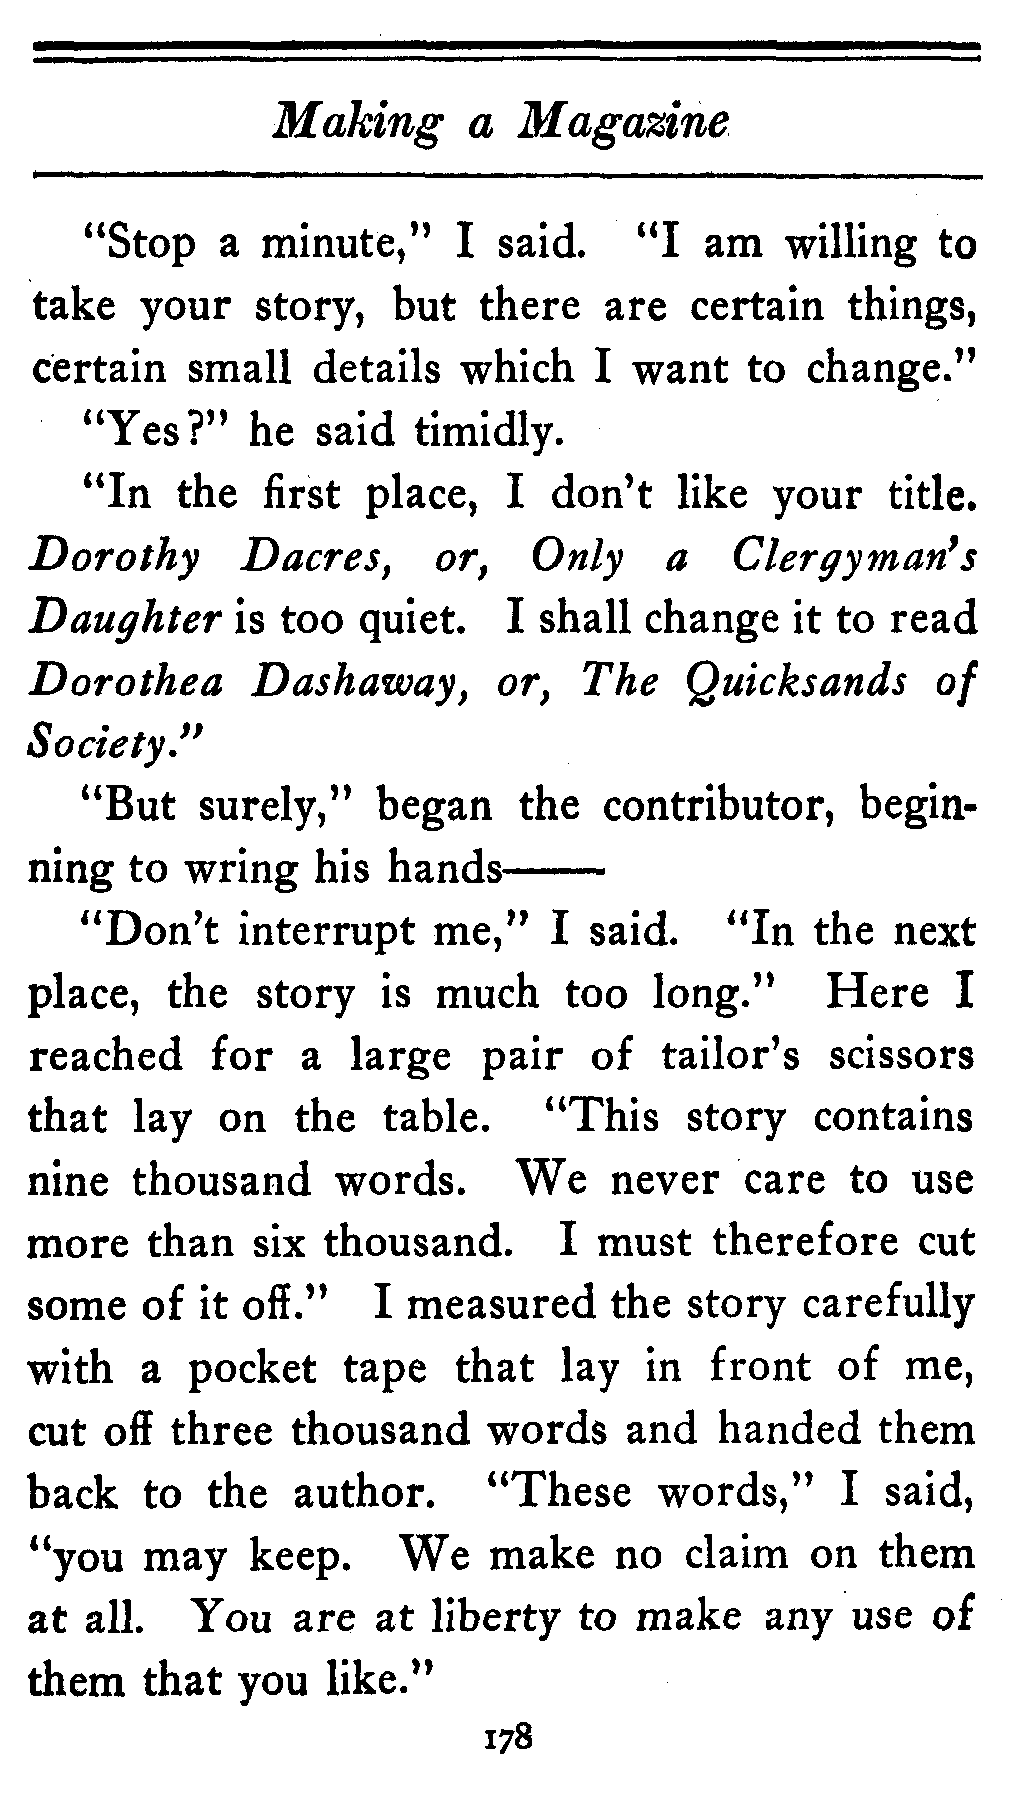 Making a Magazine
"Stop a minute," I said. "I am willing to
take your story, but there are certain things,
certain small details which I want to change."
"Yes?" he said timidly.
"In the first place, I don't like your title.
Dorothy Dacres, or, Only a Clergyman's
Daughter is too quiet. I shall change it to read
Dorothea Dashaway, or, The Quicksands of
Society."
"But surely," began the contributor, begin-
ning to wring his hands——
"Don't interrupt me," I said. "In the next
place, the story is much too long." Here I
reached for a large pair of tailor's scissors
that lay on the table. "This story contains
nine thousand words. We never care to use
more than six thousand. I must therefore cut
some of it off." I measured the story carefully
with a pocket tape that lay in front of me,
cut off three thousand words and handed them
back to the author. "These words," I said,
"you may keep. We make no claim on them
at all. You are at liberty to make any use of
them that you like."
178